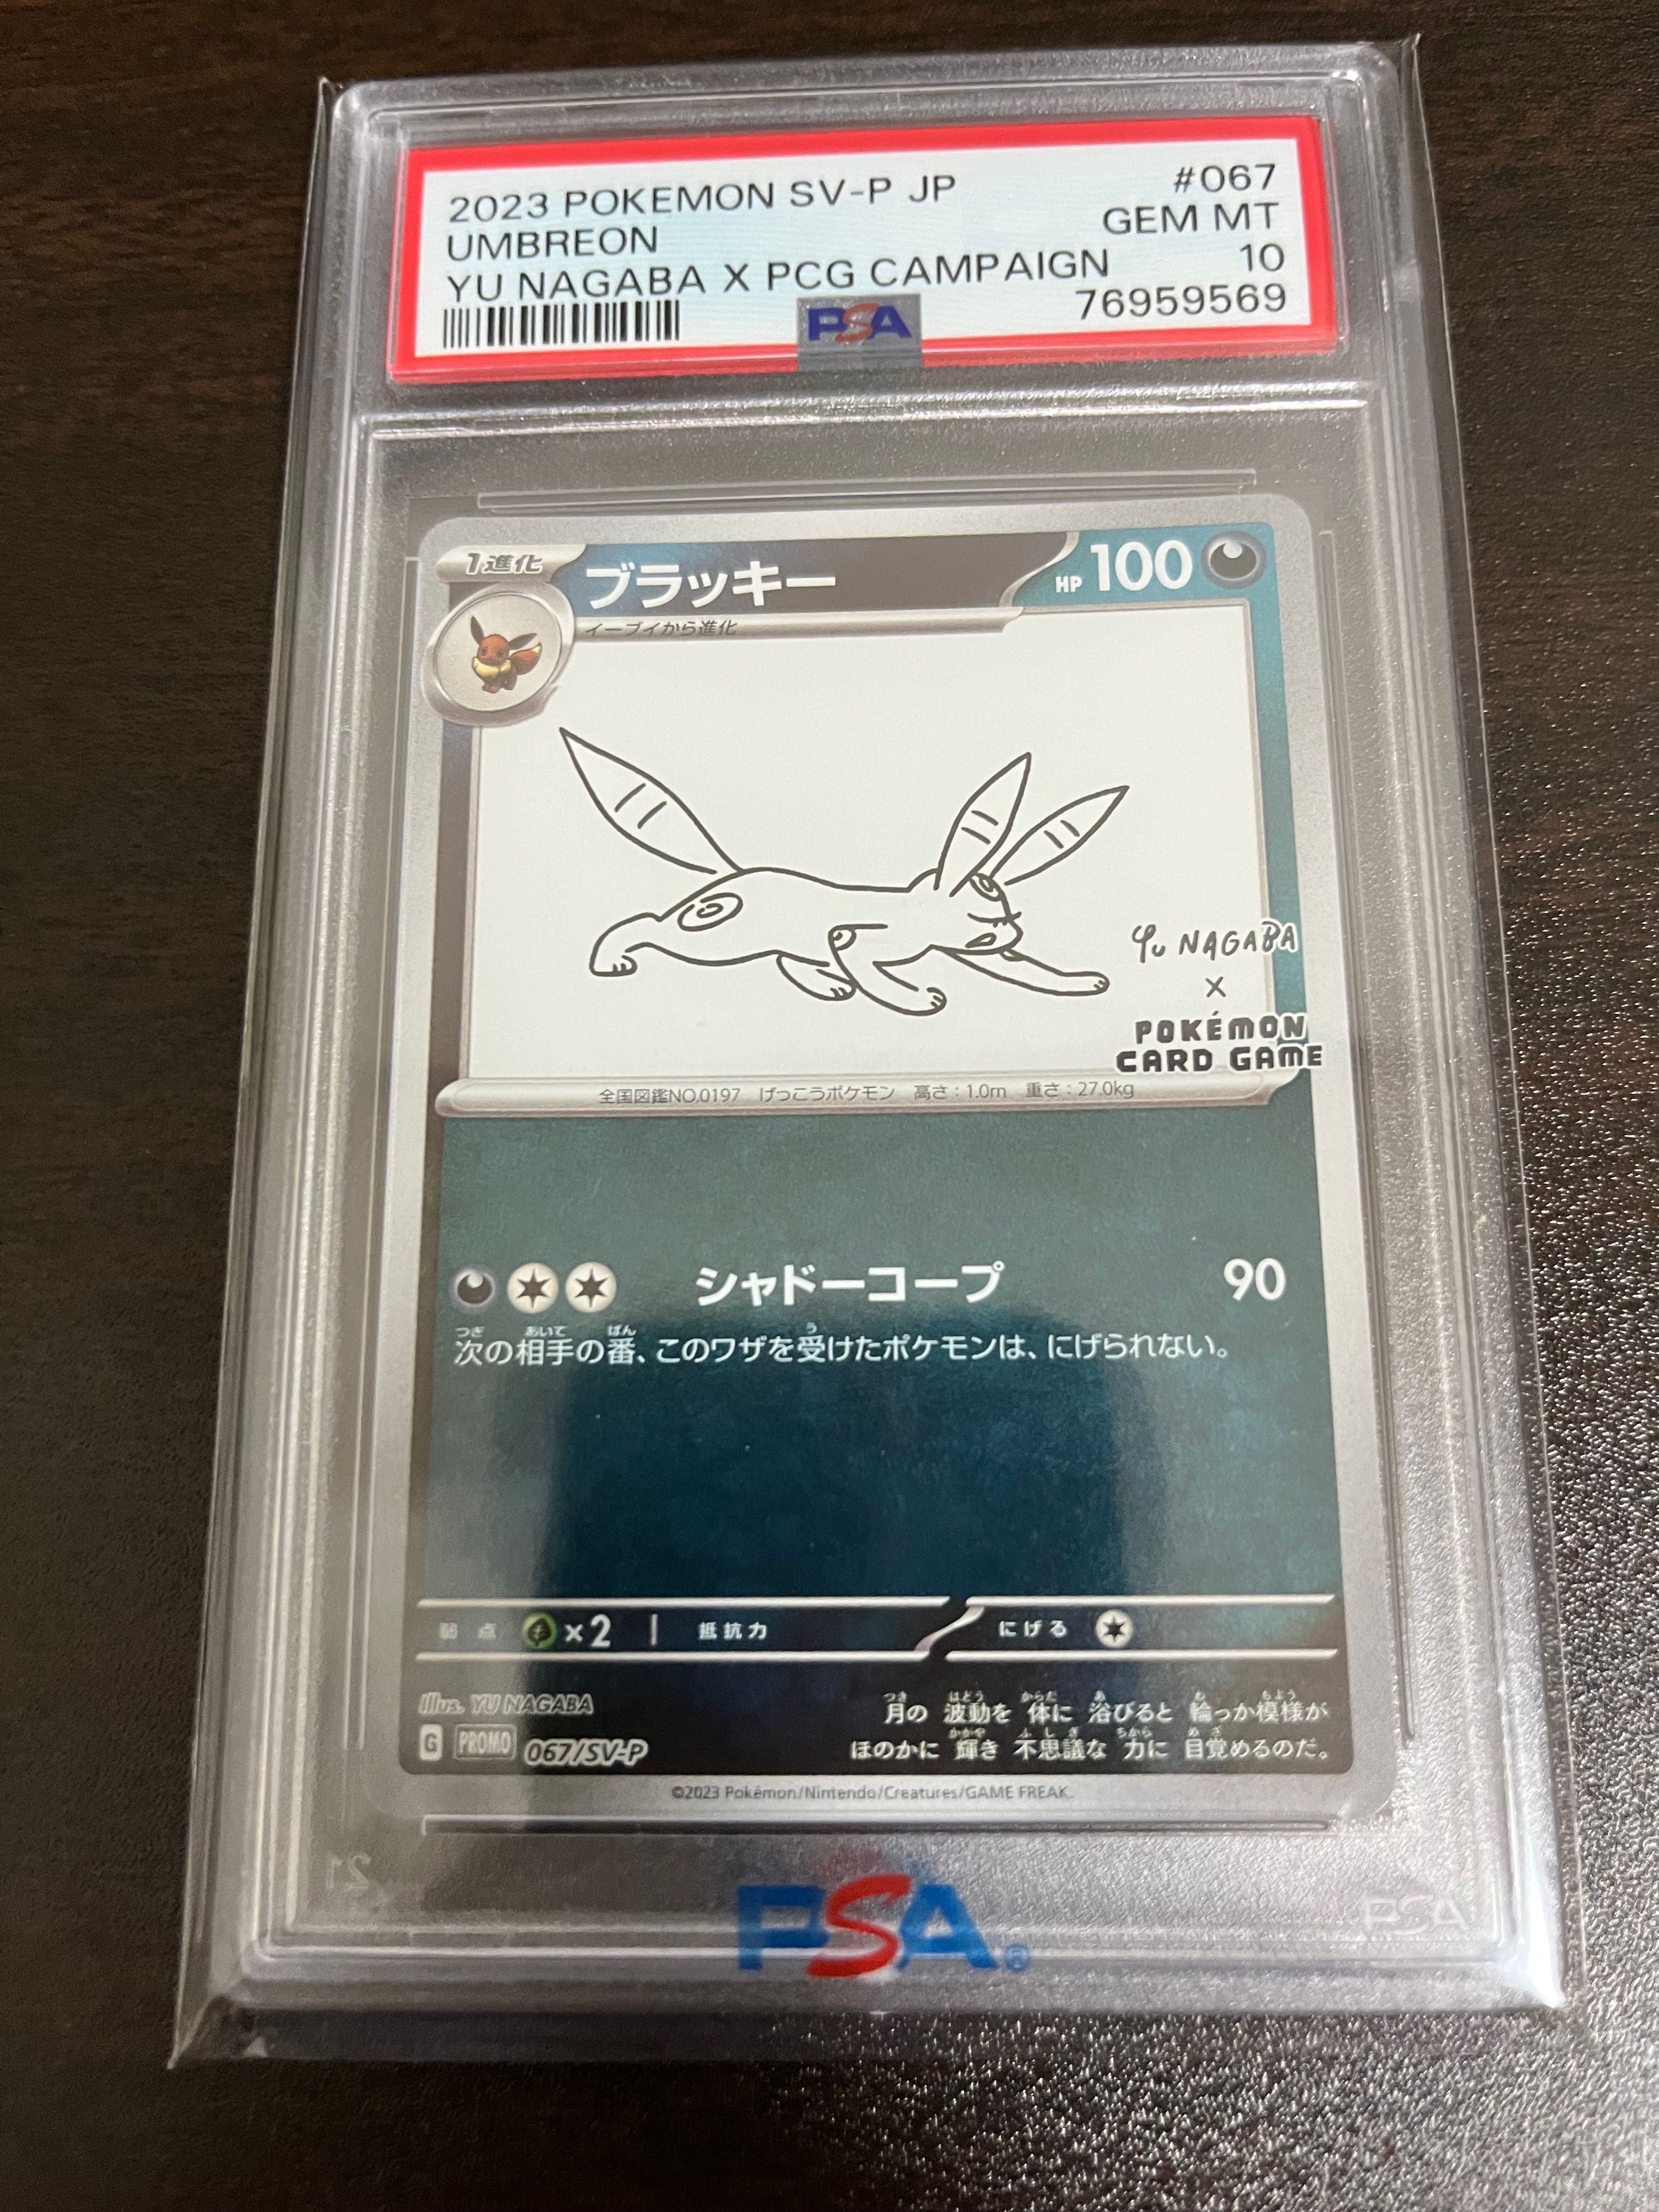 2023 POKEMON SV-P JP #067
UMBREON GEM MT
YU NAGABA X PCG CAMPAIGN 10
76959569
PSA
1進化
ブラッキー
HP 100
イーブイから進化
Yu NAGABA
×
POKÉMON
CARD GAME
全国図鑑NO.0197 げっこうポケモン 高さ:1.0m 重さ:27.0kg
シャドーコープ 90
次の相手の番、このワザを受けたポケモンは、にげられない。
弱点 ×2 抵抗力 にげる
illus. YU NAGABA
月の 波動を 体に 浴びると 輪っか模様が
ほのかに 輝き 不思議な 力に 目覚めるのだ。
G PROMO 067/SV-P
©2023 Pokémon/Nintendo/Creatures/GAME FREAK.
PSA®
PSA